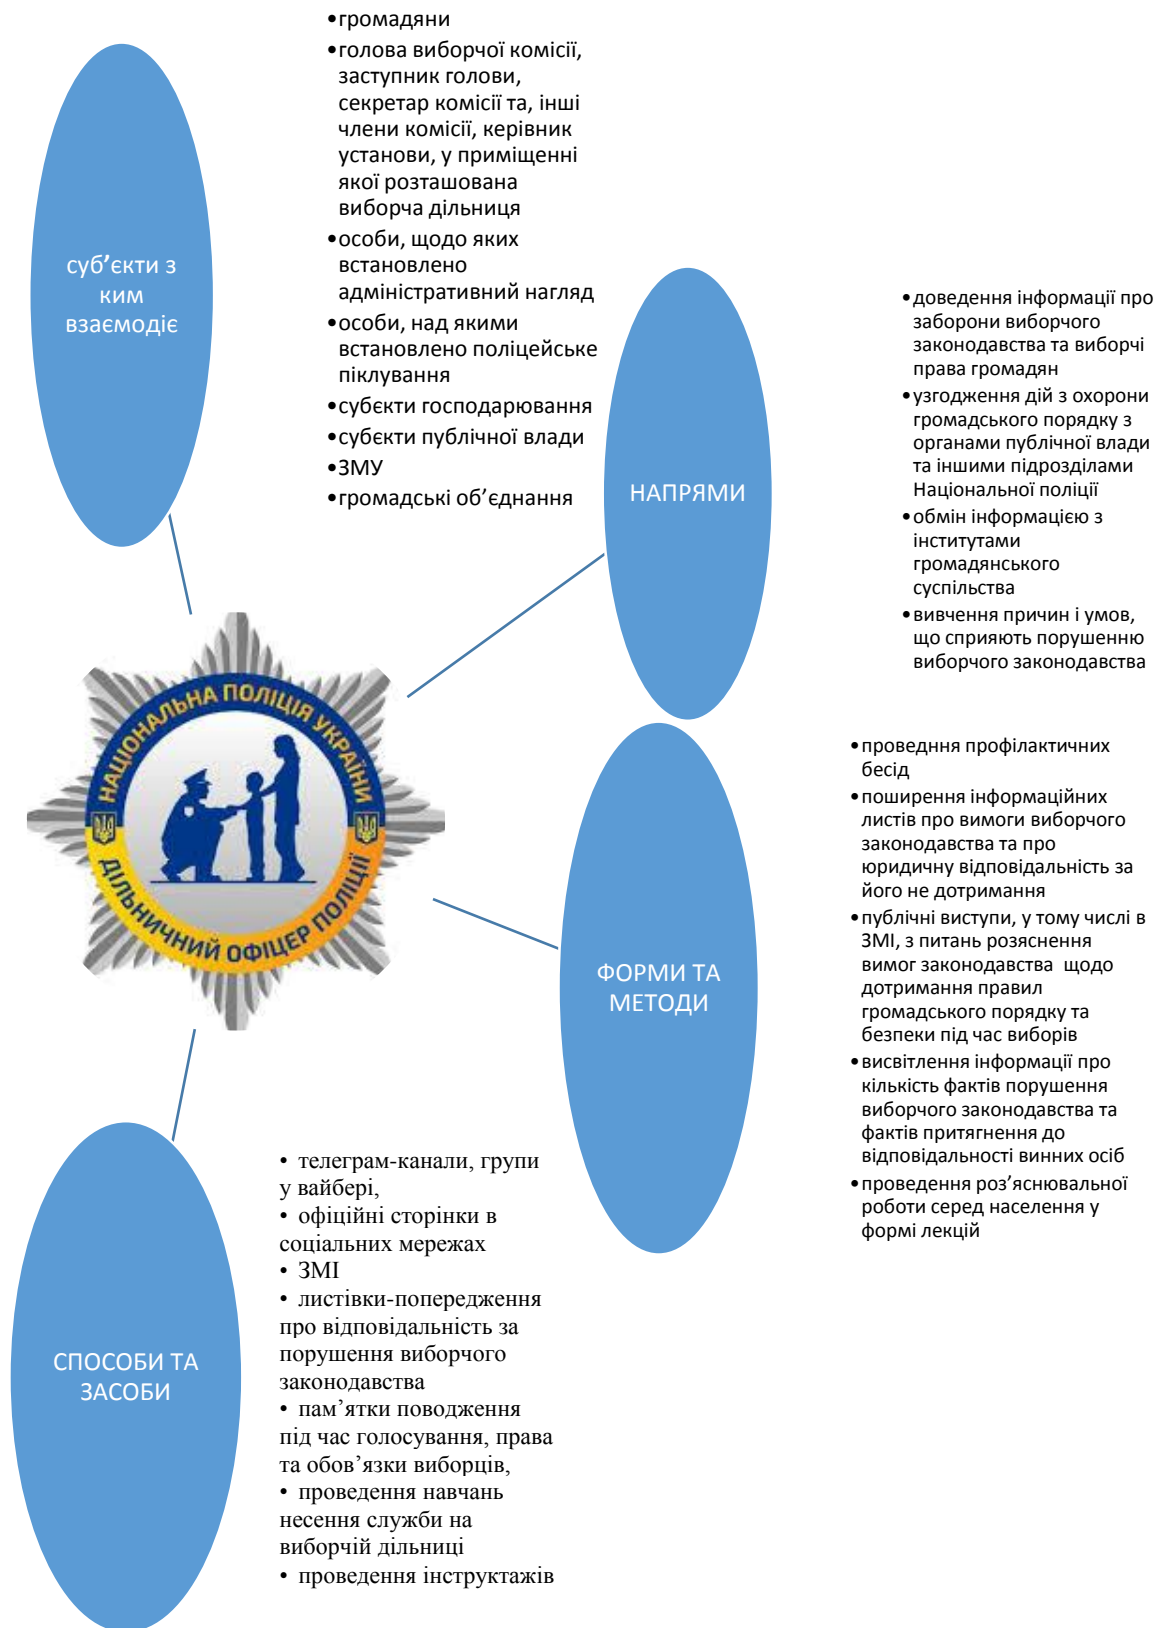 суб'єкти з
ким
взаємодіє
•громадяни
•голова виборчої комісії,
заступник голови,
секретар комісії та, інші
члени комісії, керівник
установи, у приміщенні
якої розташована
виборча дільниця
•особи, щодо яких
встановлено
адміністративний нагляд
•особи, над якими
встановлено поліцейське
піклування
•субєкти господарювання
•субєкти публічної влади
•ЗМУ
•громадські об’єднання
НАПРЯМИ
•доведення інформації про
заборони виборчого
законодавства та виборчі
права громадян
•узгодження дій з охорони
громадського порядку з
органами публічної влади
та іншими підрозділами
Національної поліції
•обмін інформацією з
інститутами
громадянського
суспільства
•вивчення причин і умов,
що сприяють порушенню
виборчого законодавства
НАЦІОНАЛЬНА ПОЛІЦІЯ УКРАЇНИ
ДІЛЬНИЧНИЙ ОФІЦЕР ПОЛІЦІЇ
ФОРМИ ТА
МЕТОДИ
•проведння профілактичних
бесід
•поширення інформаційних
листів про вимоги виборчого
законодавства та про
юридичну відповідальність за
його не дотримання
•публічні виступи, у тому числі в
ЗМІ, з питань розяснення
вимог законодавства щодо
дотримання правил
громадського порядку та
безпеки під час виборів
•висвітлення інформації про
кількість фактів порушення
виборчого законодавства та
фактів притягнення до
відповідальності винних осіб
•проведення роз’яснювальної
роботи серед населення у
формі лекцій
СПОСОБИ ТА
ЗАСОБИ
• телеграм-канали, групи
у вайбері,
• офіційні сторінки в
соціальних мережах
• ЗМІ
• листівки-попередження
про відповідальність за
порушення виборчого
законодавства
• пам’ятки поводження
під час голосування, права
та обов’язки виборців,
• проведення навчань
несення служби на
виборчій дільниці
• проведення інструктажів